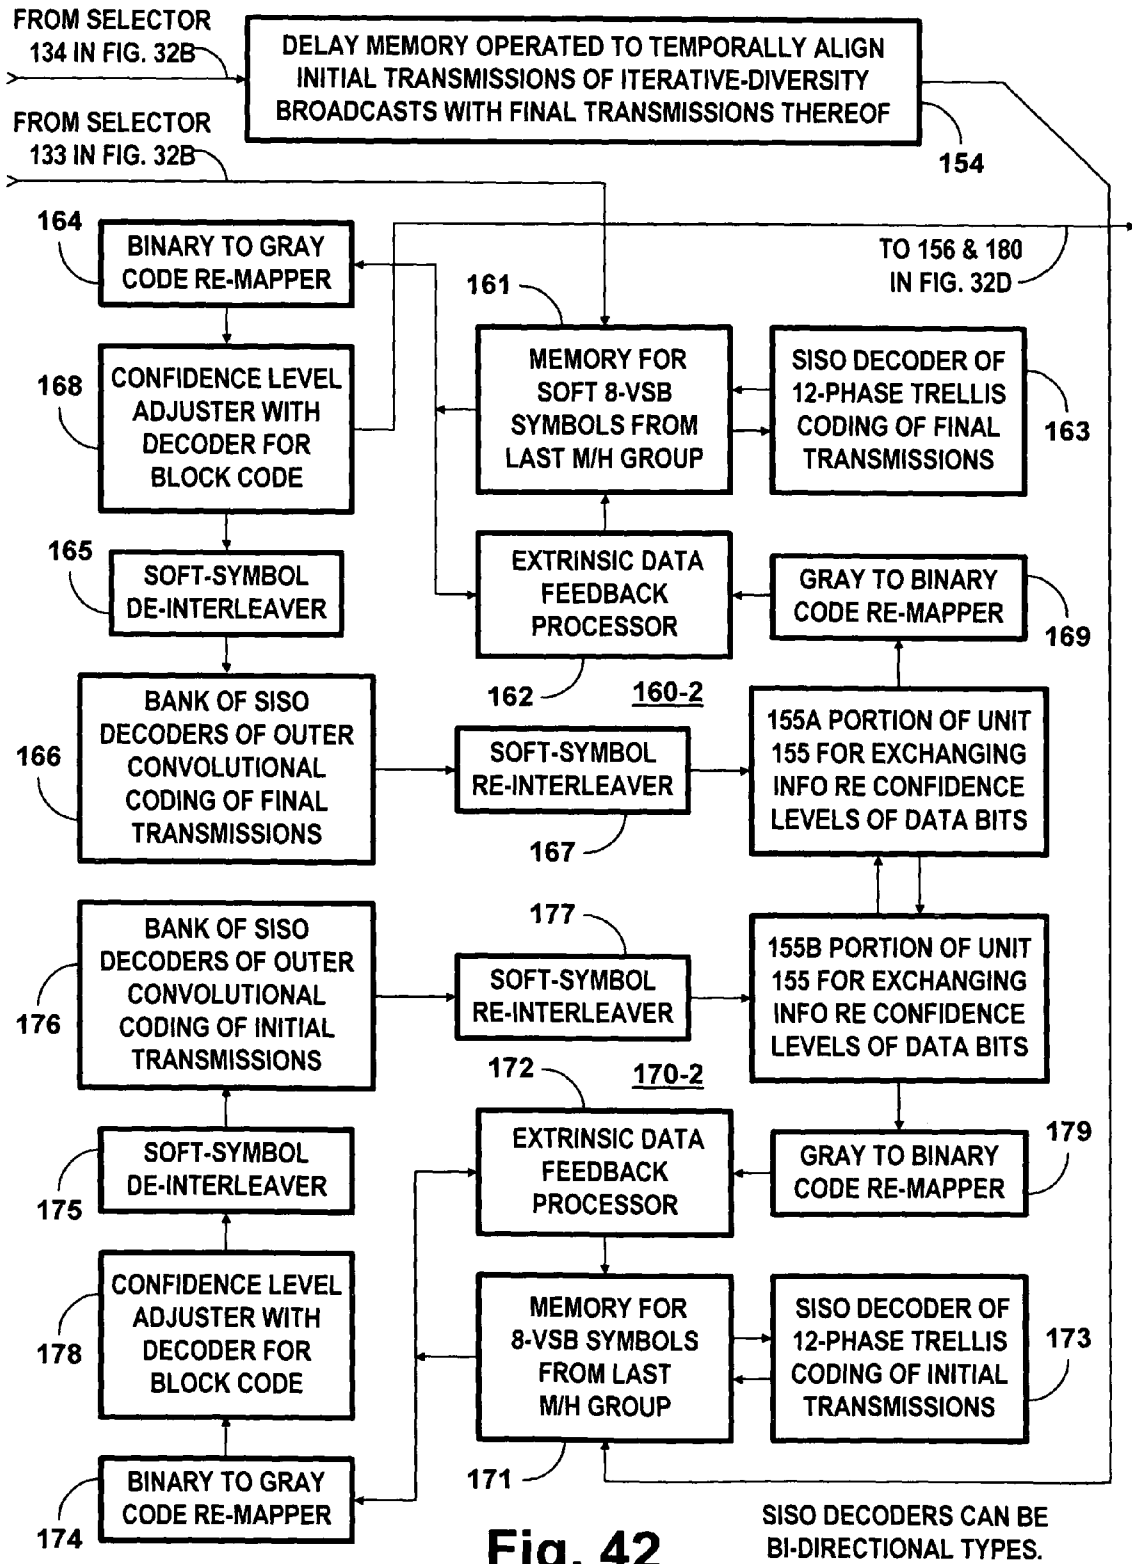 FROM SELECTOR
134 IN FIG. 32B
DELAY MEMORY OPERATED TO TEMPORALLY ALIGN
INITIAL TRANSMISSIONS OF ITERATIVE-DIVERSITY
BROADCASTS WITH FINAL TRANSMISSIONS THEREOF
154
FROM SELECTOR
133 IN FIG. 32B
164
BINARY TO GRAY
CODE RE-MAPPER
TO 156 & 180
IN FIG. 32D
161
MEMORY FOR
SOFT 8-VSB
SYMBOLS FROM
LAST M/H GROUP
SISO DECODER OF
12-PHASE TRELLIS
CODING OF FINAL
TRANSMISSIONS
163
168
CONFIDENCE LEVEL
ADJUSTER WITH
DECODER FOR
BLOCK CODE
165
SOFT-SYMBOL
DE-INTERLEAVER
EXTRINSIC DATA
FEEDBACK
PROCESSOR
162
GRAY TO BINARY
CODE RE-MAPPER
169
160-2
166
BANK OF SISO
DECODERS OF OUTER
CONVOLUTIONAL
CODING OF FINAL
TRANSMISSIONS
SOFT-SYMBOL
RE-INTERLEAVER
167
155A PORTION OF UNIT
155 FOR EXCHANGING
INFO RE CONFIDENCE
LEVELS OF DATA BITS
176
BANK OF SISO
DECODERS OF OUTER
CONVOLUTIONAL
CODING OF INITIAL
TRANSMISSIONS
177
SOFT-SYMBOL
RE-INTERLEAVER
155B PORTION OF UNIT
155 FOR EXCHANGING
INFO RE CONFIDENCE
LEVELS OF DATA BITS
170-2
172
EXTRINSIC DATA
FEEDBACK
PROCESSOR
GRAY TO BINARY
CODE RE-MAPPER
179
175
SOFT-SYMBOL
DE-INTERLEAVER
178
CONFIDENCE LEVEL
ADJUSTER WITH
DECODER FOR
BLOCK CODE
MEMORY FOR
8-VSB SYMBOLS
FROM LAST
M/H GROUP
171
SISO DECODER OF
12-PHASE TRELLIS
CODING OF INITIAL
TRANSMISSIONS
173
174
BINARY TO GRAY
CODE RE-MAPPER
Fig. 42
SISO DECODERS CAN BE
BI-DIRECTIONAL TYPES.